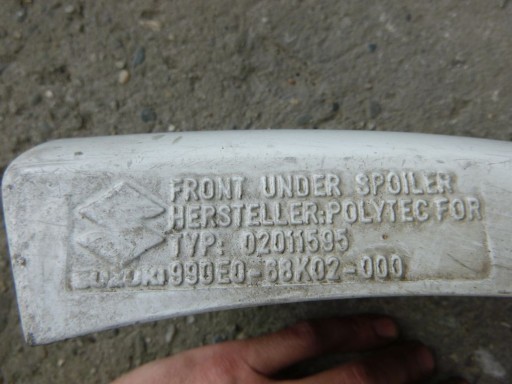 FRONT UNDER SPOILER
HERSTELLER:POLYTEC FOR
TYP: 02011595
SUZUKI 990E0-68K02-000